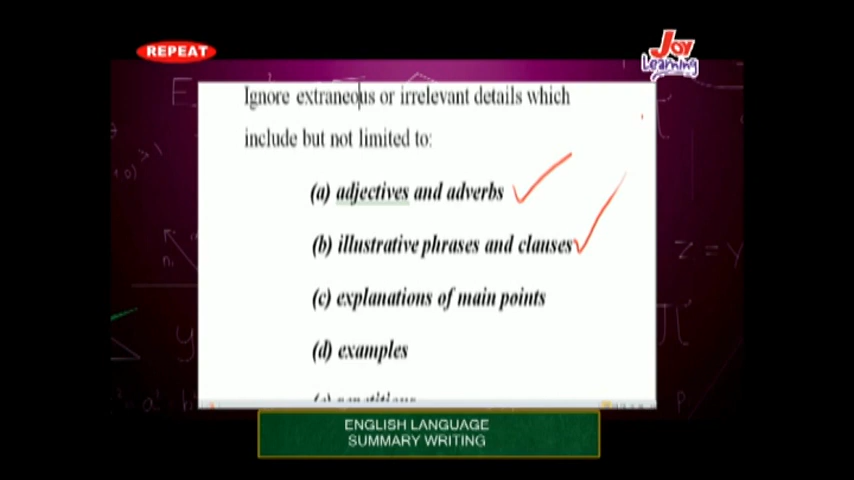 REPEAT
Joy Learning
Ignore extraneous or irrelevant details which
include but not limited to:
(a) adjectives and adverbs
(b) illustrative phrases and clauses
(c) explanations of main points
(d) examples
Z = Y
ENGLISH LANGUAGE
SUMMARY WRITING